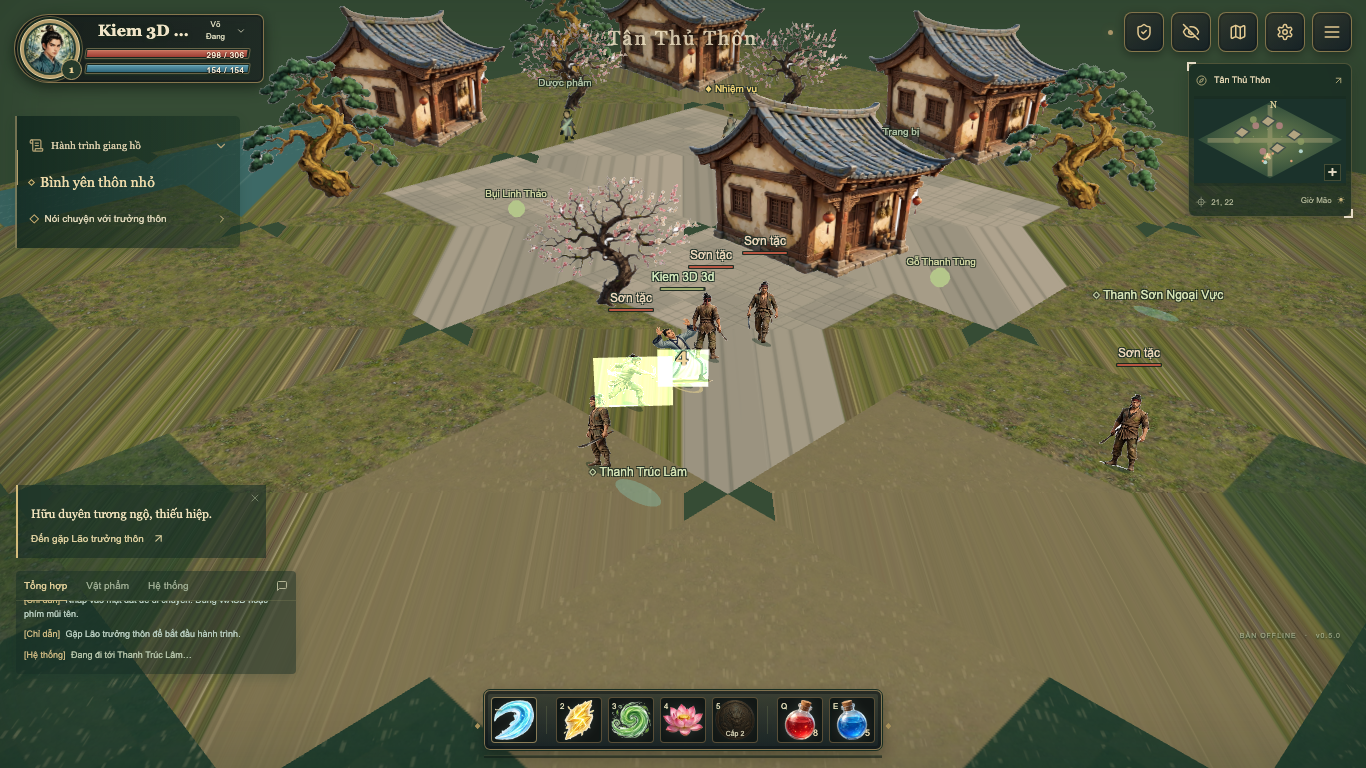 Kiem 3D ...
Võ
Đang
298 / 306
154 / 154
1
Tân Thủ Thôn
Dược phẩm
Nhiệm vụ
Trang bị
Tân Thủ Thôn
N
21, 22
Giờ Mão
Hành trình giang hồ
Bình yên thôn nhỏ
Nói chuyện với trưởng thôn
Bụi Linh Thảo
Sơn tặc
Sơn tặc
Kiem 3D 3d
Sơn tặc
Gỗ Thanh Tùng
Thanh Sơn Ngoại Vực
Sơn tặc
4
Thanh Trúc Lâm
Hữu duyên tương ngộ, thiếu hiệp.
Đến gặp Lão trưởng thôn
Tổng hợp Vật phẩm Hệ thống
phím mũi tên.
[Chỉ dẫn] Gặp Lão trưởng thôn để bắt đầu hành trình.
[Hệ thống] Đang đi tới Thanh Trúc Lâm...
BẢN OFFLINE · v0.5.0
2 3 4 5 Q E
Cấp 2
8 5